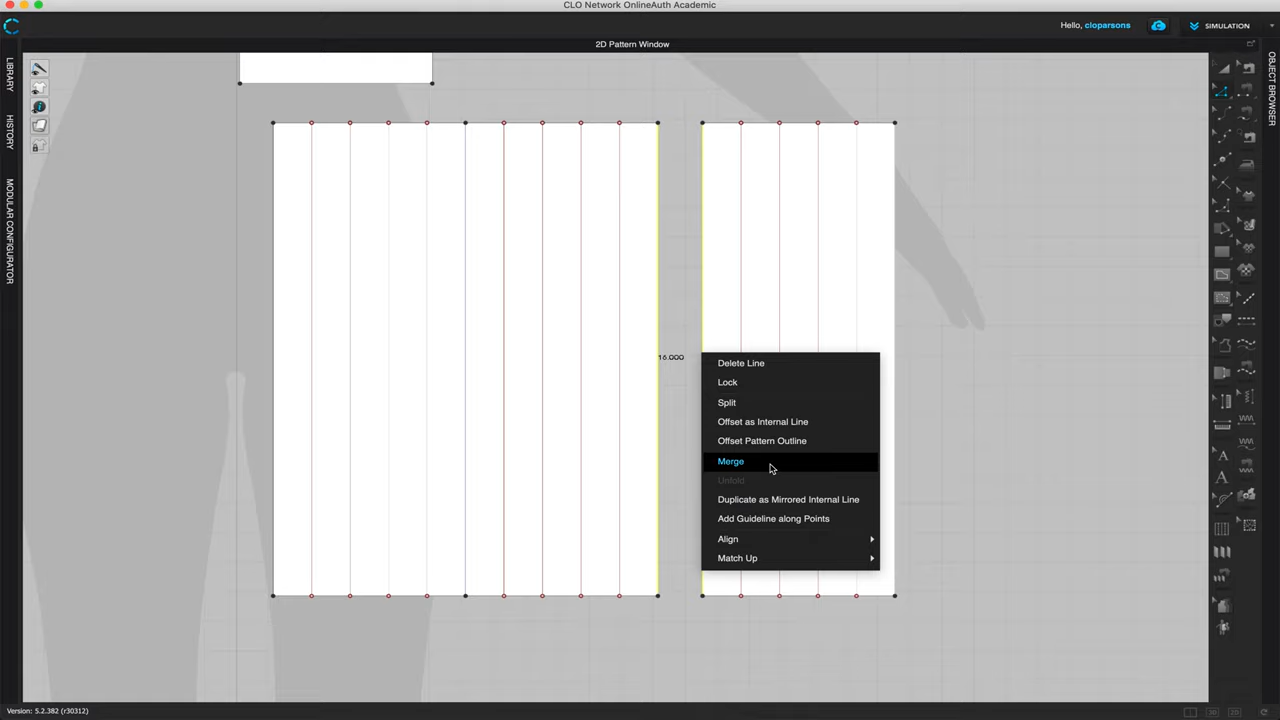 CLO Network OnlineAuth Academic
Hello, cloparsons
SIMULATION
2D Pattern Window
LIBRARY
HISTORY
MODULAR CONFIGURATOR
OBJECT BROWSER
16.000
Delete Line
Lock
Split
Offset as Internal Line
Offset Pattern Outline
Merge
Unfold
Duplicate as Mirrored Internal Line
Add Guideline along Points
Align
Match Up
Version: 5.2.382 (r30312)
3D
2D